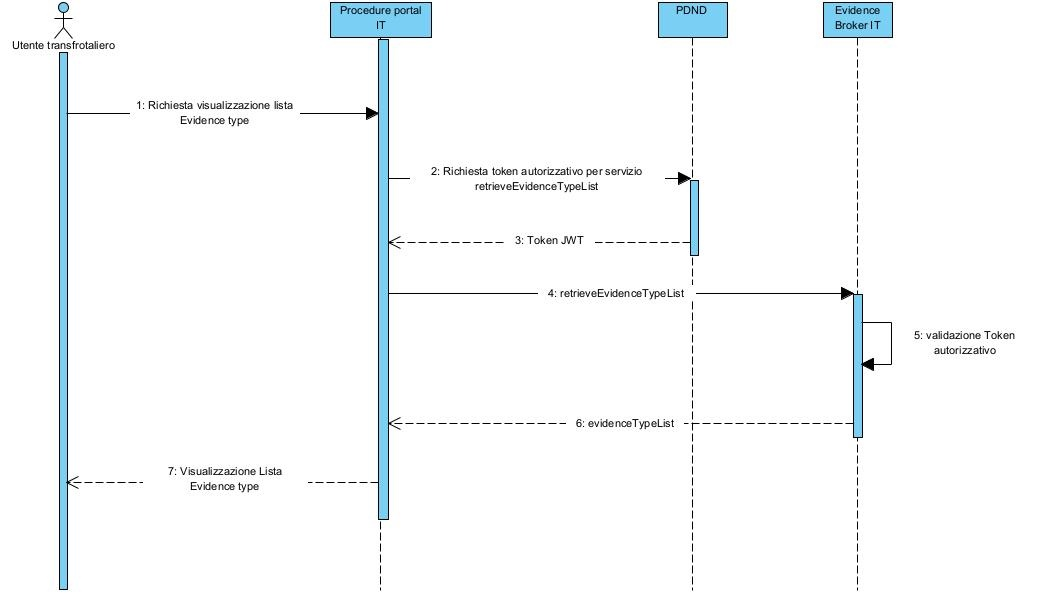 Utente transfrotaliero
Procedure portal
IT
PDND
Evidence
Broker IT
1: Richiesta visualizzazione lista
Evidence type
2: Richiesta token autorizzativo per servizio
retrieveEvidenceTypeList
3: Token JWT
4: retrieveEvidenceTypeList
5: validazione Token
autorizzativo
6: evidenceTypeList
7: Visualizzazione Lista
Evidence type